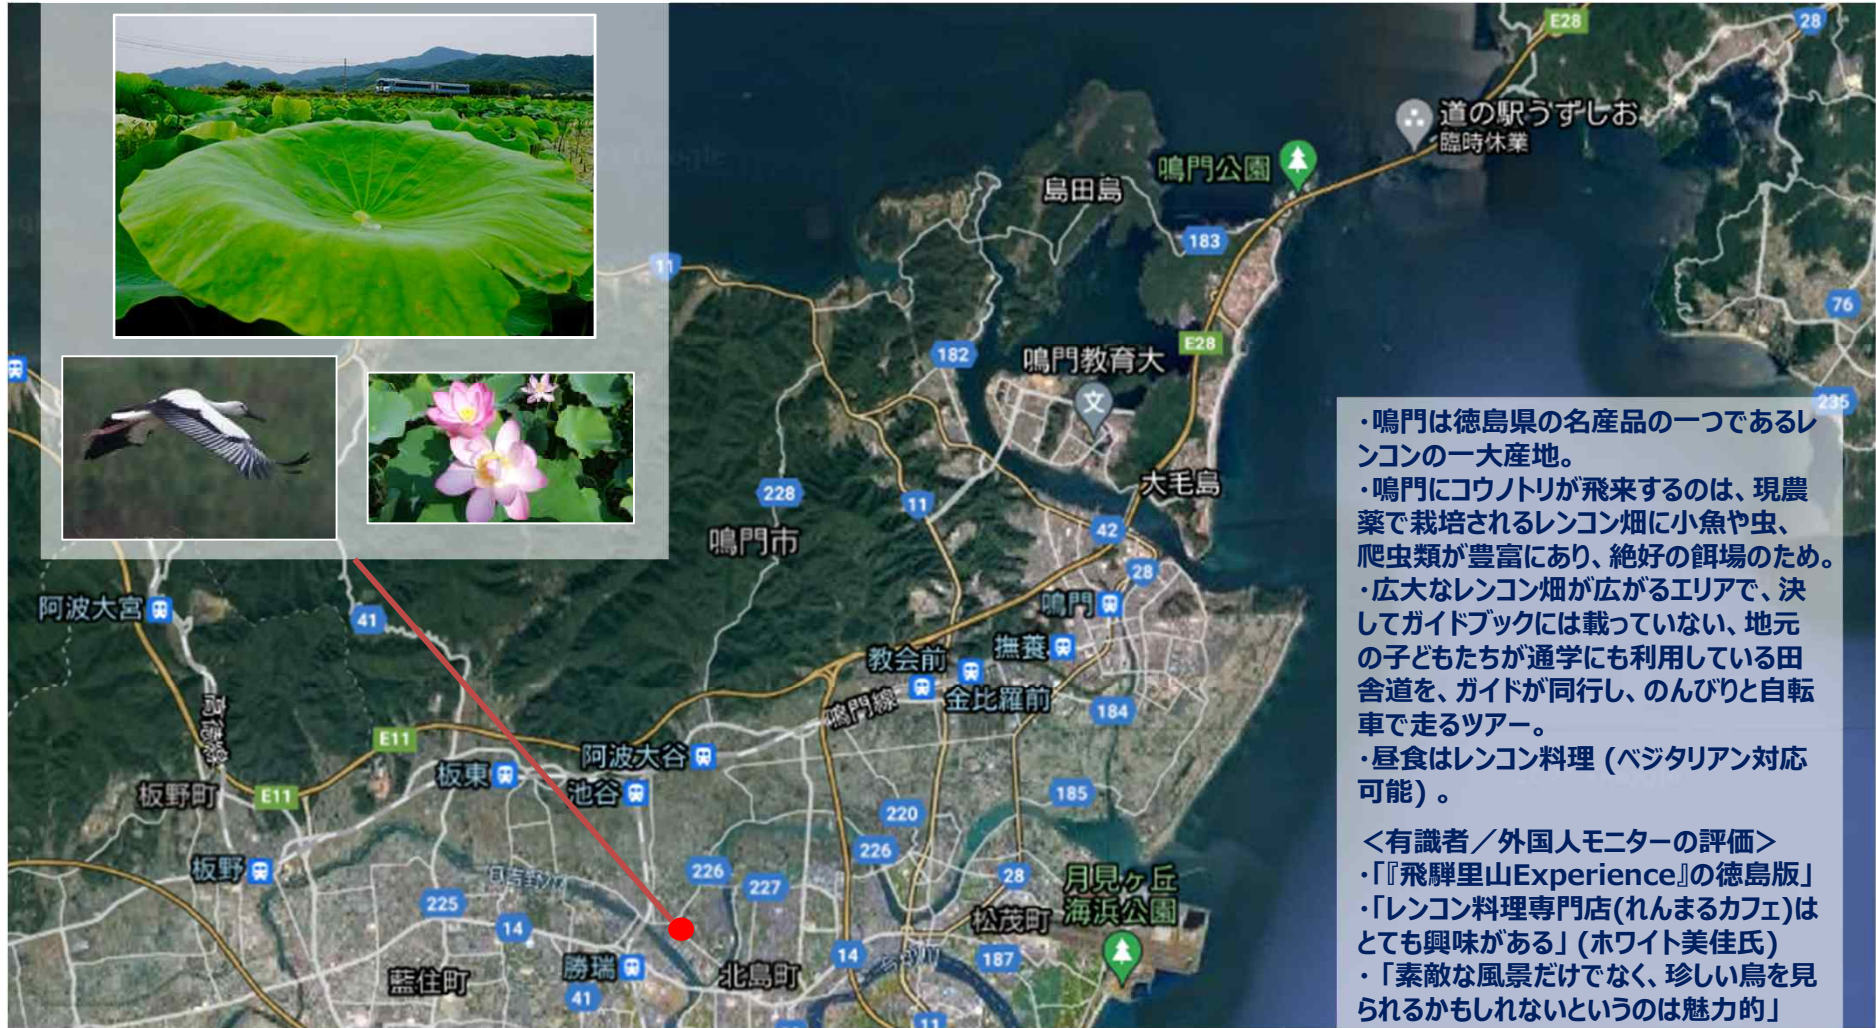 E28
28
道の駅うずしお
臨時休業
鳴門公園
島田島
183
11
76
182
鳴門教育大
E28
文
235
大毛島
228
11
鳴門市
42
28
阿波大宮
41
鳴門
撫養
教会前
金比羅前
鳴門線
184
高徳線
E11
阿波大谷
板東
池谷
板野町
E11
185
220
226
板野
226
227
28
月見ヶ丘
海浜公園
225
14
松茂町
勝瑞
北島町
14
187
藍住町
41
11
・鳴門は徳島県の名産品の一つであるレ
ンコンの一大産地。
・鳴門にコウノトリが飛来するのは、現農
薬で栽培されるレンコン畑に小魚や虫、
爬虫類が豊富にあり、絶好の餌場のため。
・広大なレンコン畑が広がるエリアで、決
してガイドブックには載っていない、地元
の子どもたちが通学にも利用している田
舎道を、ガイドが同行し、のんびりと自転
車で走るツアー。
・昼食はレンコン料理 (ベジタリアン対応
可能) 。
＜有識者／外国人モニターの評価＞
・「『飛騨里山Experience』の徳島版」
・「レンコン料理専門店(れんまるカフェ)は
とても興味がある」 (ホワイト美佳氏)
・ 「素敵な風景だけでなく、珍しい鳥を見
られるかもしれないというのは魅力的」